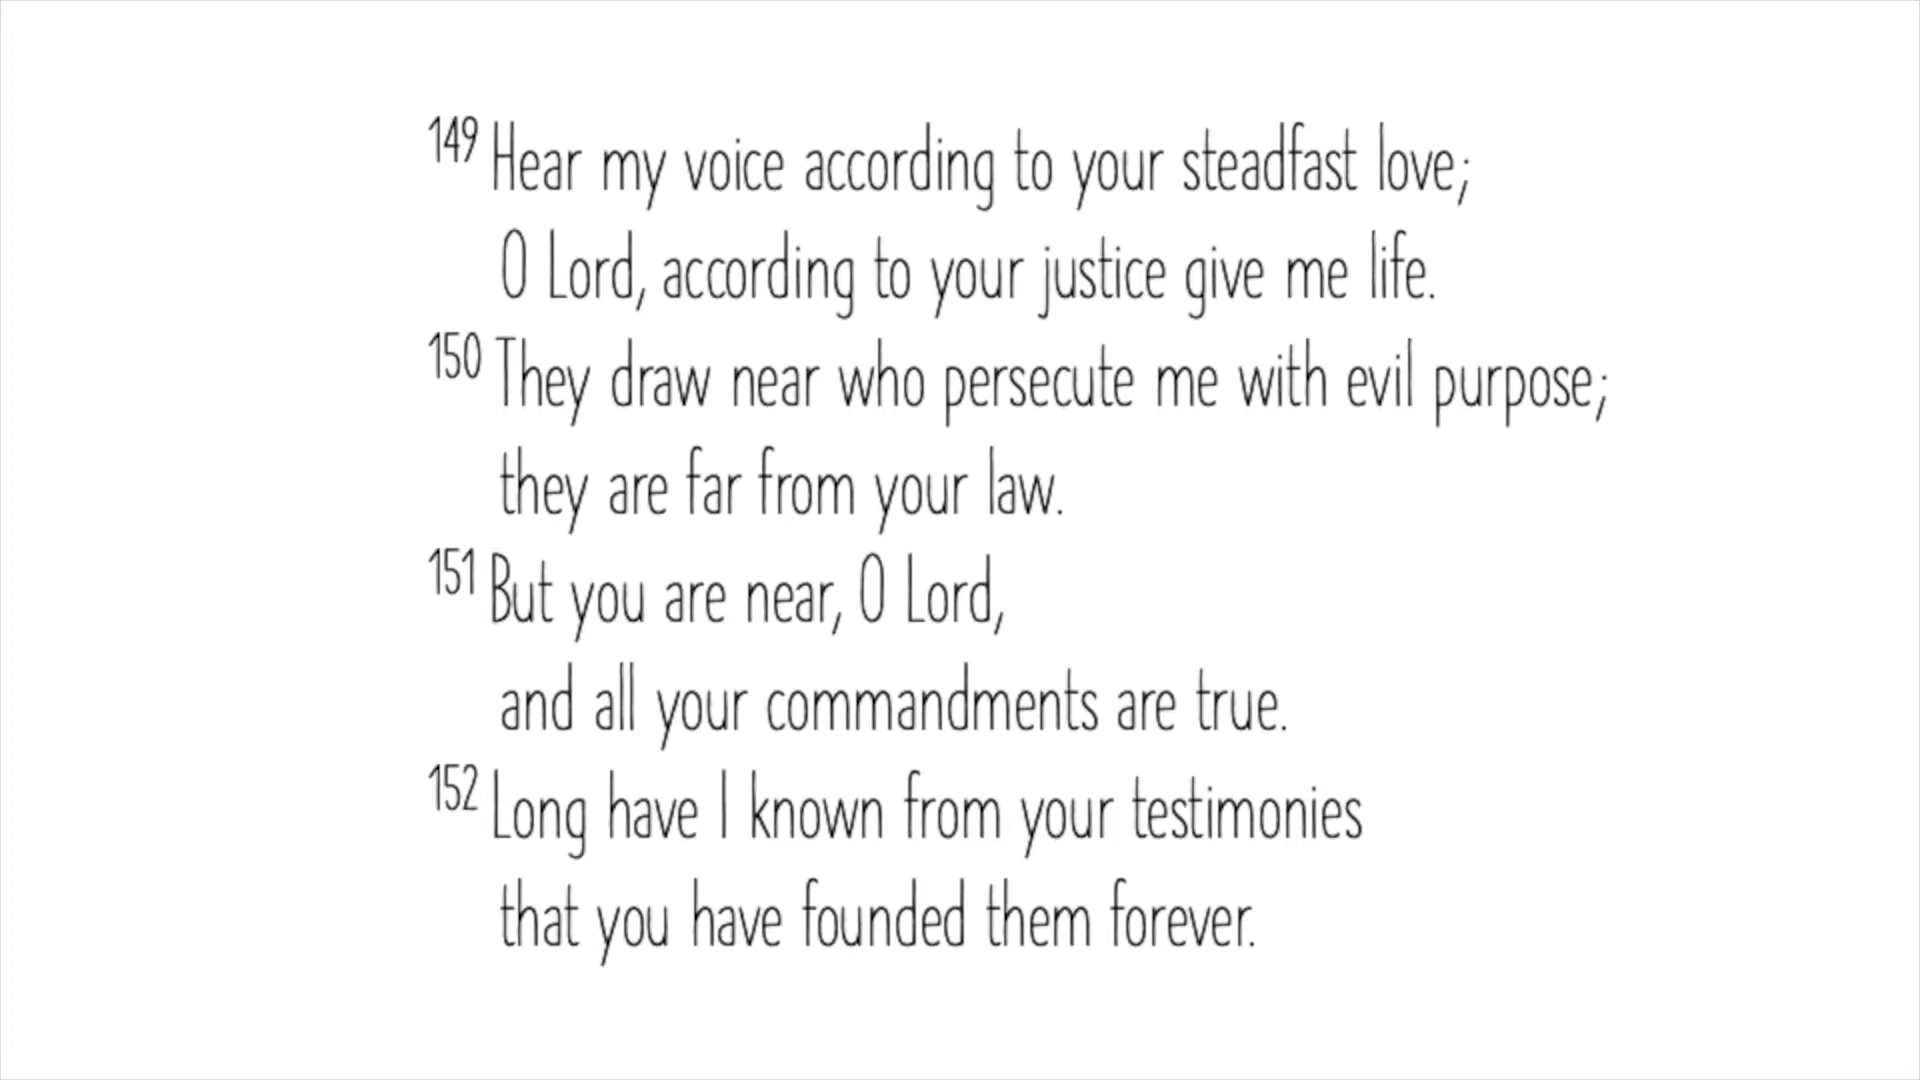 149 Hear my voice according to your steadfast love;
O Lord, according to your justice give me life.
150 They draw near who persecute me with evil purpose;
they are far from your law.
151 But you are near, O Lord,
and all your commandments are true.
152 Long have I known from your testimonies
that you have founded them forever.